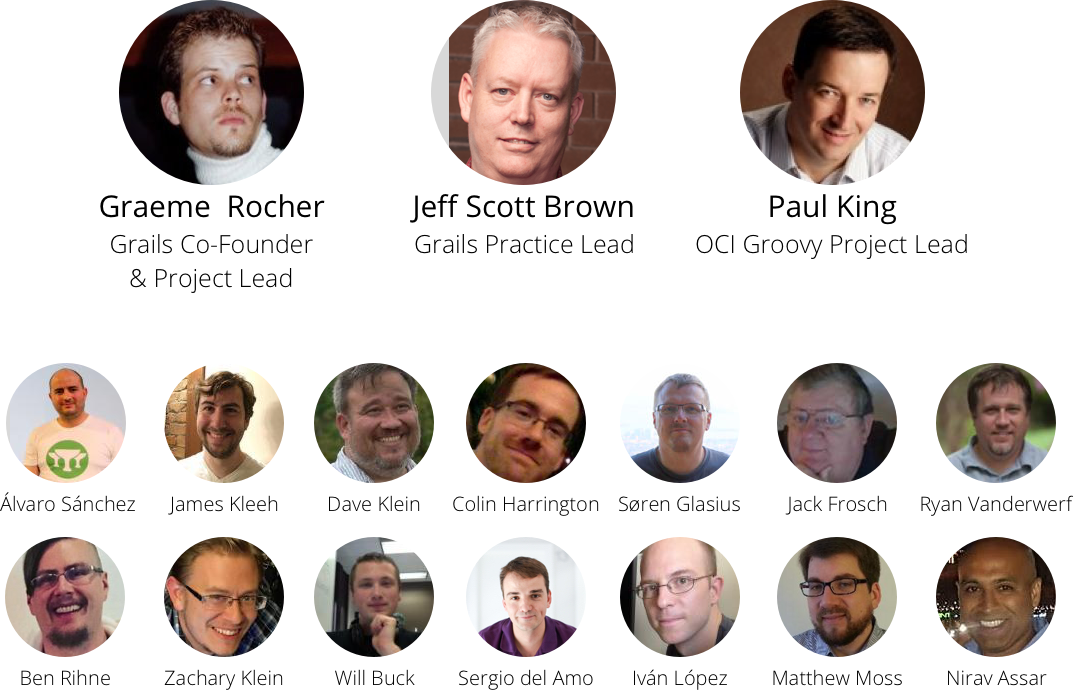 Graeme Rocher Jeff Scott Brown Paul King
Grails Co-Founder Grails Practice Lead OCI Groovy Project Lead
& Project Lead
Álvaro Sánchez James Kleeh Dave Klein Colin Harrington Søren Glasius Jack Frosch Ryan Vanderwerf
Ben Rihne Zachary Klein Will Buck Sergio del Amo Iván López Matthew Moss Nirav Assar